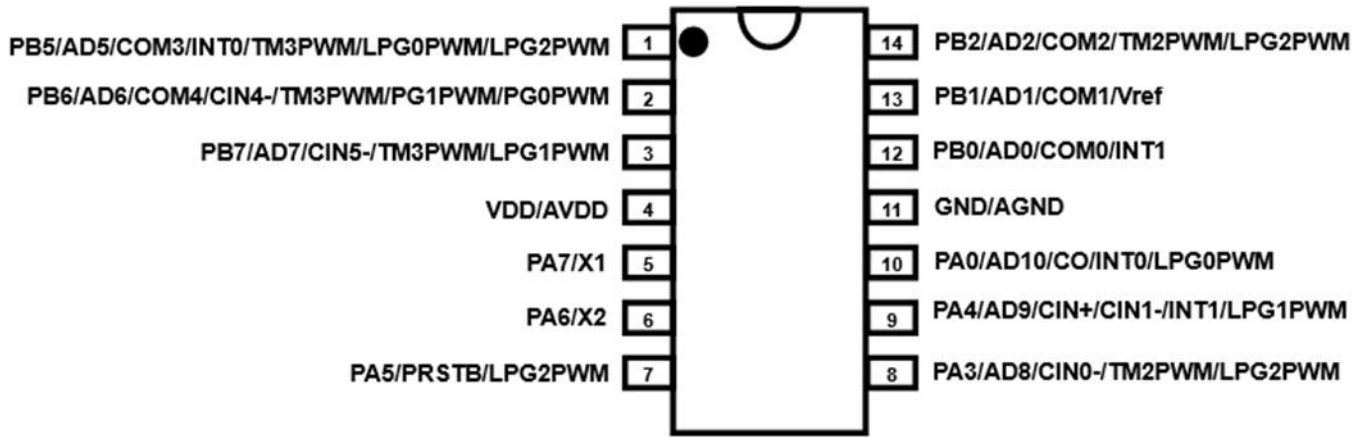 PB5/AD5/COM3/INT0/TM3PWM/LPG0PWM/LPG2PWM 1 14 PB2/AD2/COM2/TM2PWM/LPG2PWM
PB6/AD6/COM4/CIN4-/TM3PWM/PG1PWM/PG0PWM 2 13 PB1/AD1/COM1/Vref
PB7/AD7/CIN5-/TM3PWM/LPG1PWM 3 12 PB0/AD0/COM0/INT1
VDD/AVDD 4 11 GND/AGND
PA7/X1 5 10 PA0/AD10/CO/INT0/LPG0PWM
PA6/X2 6 9 PA4/AD9/CIN+/CIN1-/INT1/LPG1PWM
PA5/PRSTB/LPG2PWM 7 8 PA3/AD8/CIN0-/TM2PWM/LPG2PWM